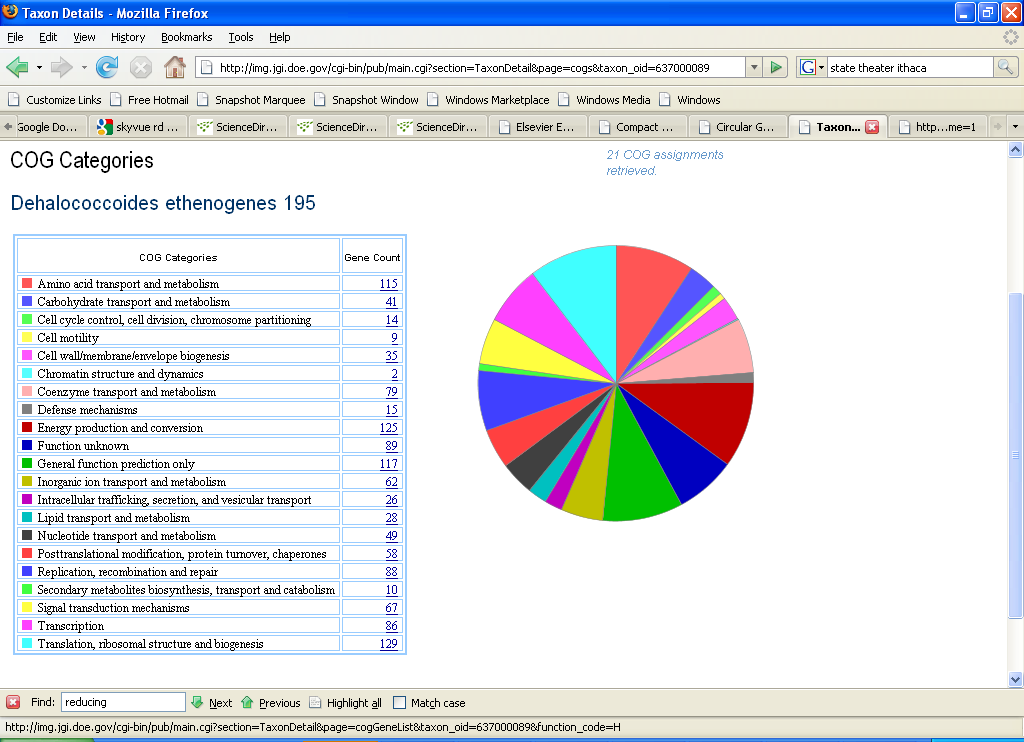 Taxon Details - Mozilla Firefox
File Edit View History Bookmarks Tools Help
http://img.jgi.doe.gov/cgi-bin/pub/main.cgi?section=TaxonDetail&page=cogs&taxon_oid=637000089 G state theater ithaca
Customize Links Free Hotmail Snapshot Marquee Snapshot Window Windows Marketplace Windows Media Windows
Google Do... skyvue rd ... ScienceDir... ScienceDir... ScienceDir... Elsevier E... Compact ... Circular G... Taxon... http...me=1
COG Categories
21 COG assignments
retrieved.
Dehalococcoides ethenogenes 195
COG Categories Gene Count
Amino acid transport and metabolism 115
Carbohydrate transport and metabolism 41
Cell cycle control, cell division, chromosome partitioning 14
Cell motility 9
Cell wall/membrane/envelope biogenesis 35
Chromatin structure and dynamics 2
Coenzyme transport and metabolism 79
Defense mechanisms 15
Energy production and conversion 125
Function unknown 89
General function prediction only 117
Inorganic ion transport and metabolism 62
Intracellular trafficking, secretion, and vesicular transport 26
Lipid transport and metabolism 28
Nucleotide transport and metabolism 49
Posttranslational modification, protein turnover, chaperones 58
Replication, recombination and repair 88
Secondary metabolites biosynthesis, transport and catabolism 10
Signal transduction mechanisms 67
Transcription 86
Translation, ribosomal structure and biogenesis 129
Find: reducing Next Previous Highlight all Match case
http://img.jgi.doe.gov/cgi-bin/pub/main.cgi?section=TaxonDetail&page=cogGeneList&taxon_oid=637000089&function_code=H